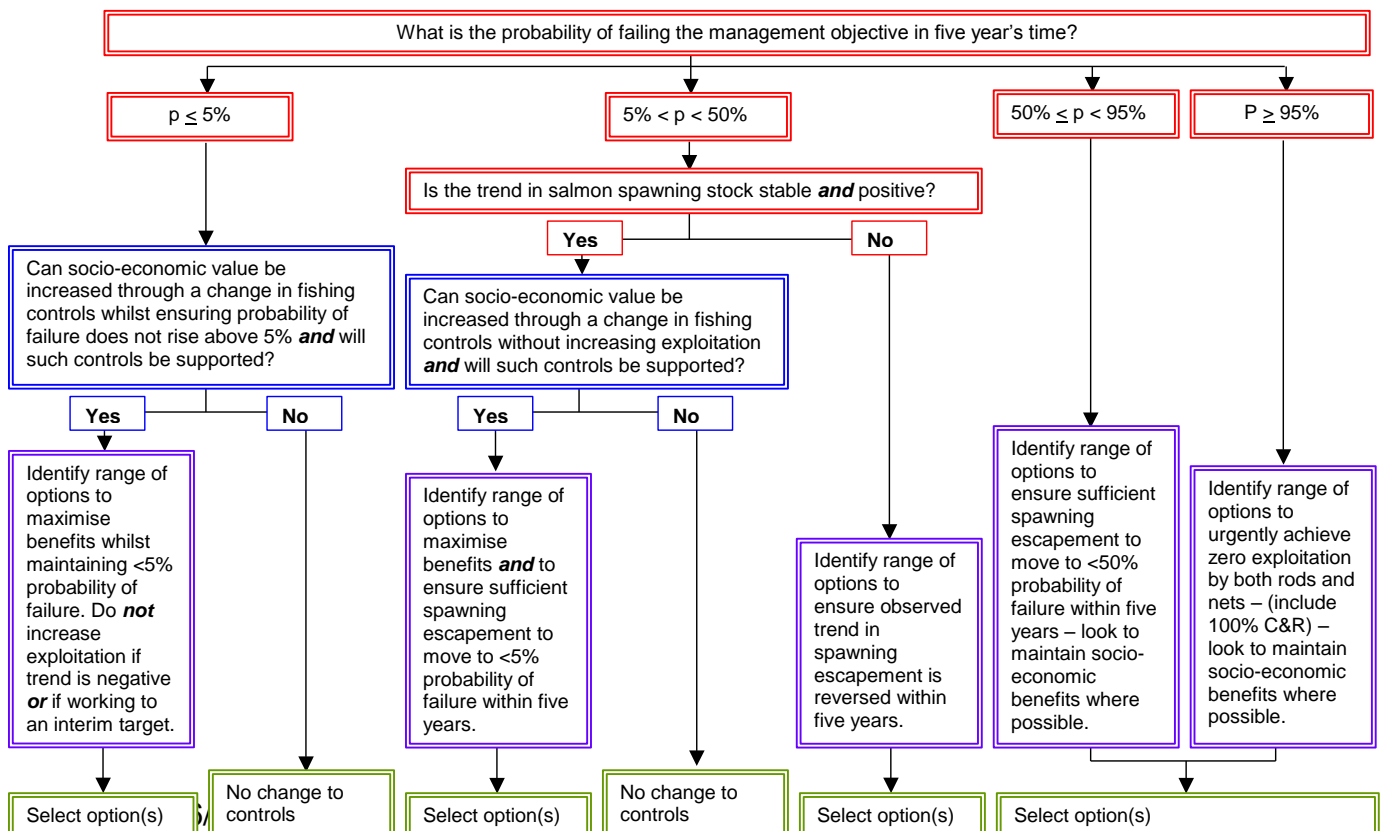 What is the probability of failing the management objective in five year's time?
p ≤ 5%
5% < p < 50%
50% ≤ p < 95%
P ≥ 95%
Is the trend in salmon spawning stock stable and positive?
Yes
No
Can socio-economic value be
increased through a change in fishing
controls whilst ensuring probability of
failure does not rise above 5% and will
such controls be supported?
Can socio-economic value be
increased through a change in fishing
controls without increasing exploitation
and will such controls be supported?
Yes
No
Yes
No
Identify range of
options to
maximise
benefits whilst
maintaining <5%
probability of
failure. Do not
increase
exploitation if
trend is negative
or if working to
an interim target.
Identify range of
options to
maximise
benefits and to
ensure sufficient
spawning
escapement to
move to <5%
probability of
failure within five
years.
Identify range of
options to
ensure observed
trend in
spawning
escapement is
reversed within
five years.
Identify range of
options to
ensure sufficient
spawning
escapement to
move to <50%
probability of
failure within five
years – look to
maintain socio-
economic
benefits where
possible.
Identify range of
options to
urgently achieve
zero exploitation
by both rods and
nets – (include
100% C&R) –
look to maintain
socio-economic
benefits where
possible.
Select option(s)
No change to
controls
Select option(s)
No change to
controls
Select option(s)
Select option(s)